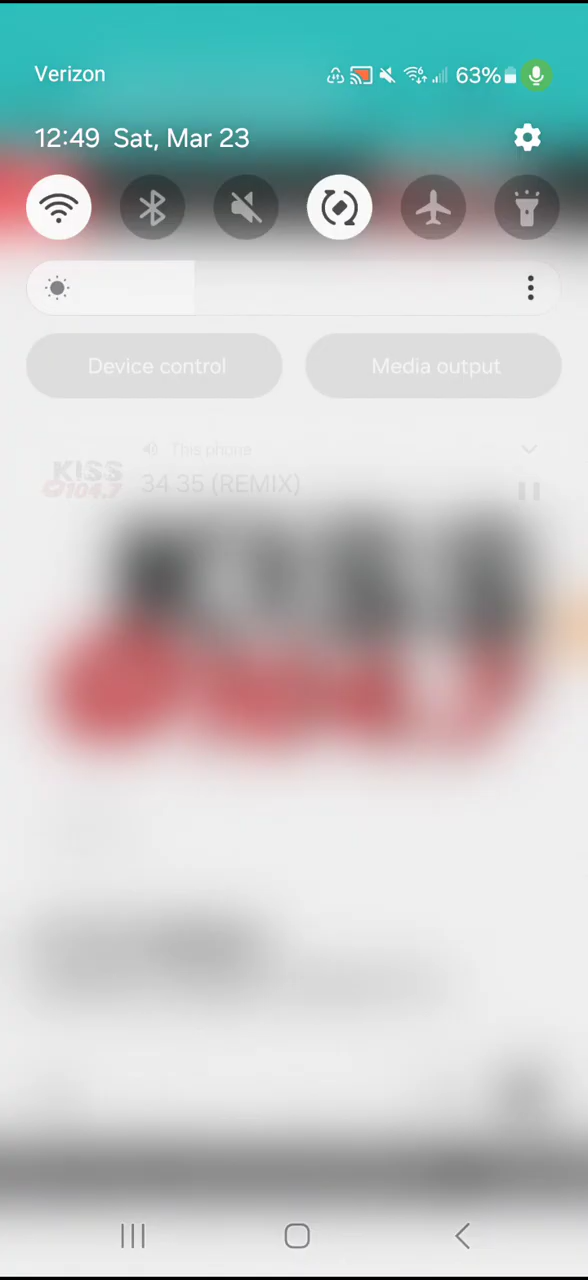 Verizon
63%
12:49 Sat, Mar 23
Device control
Media output
This phone
KISS
104.7
34 35 (REMIX)